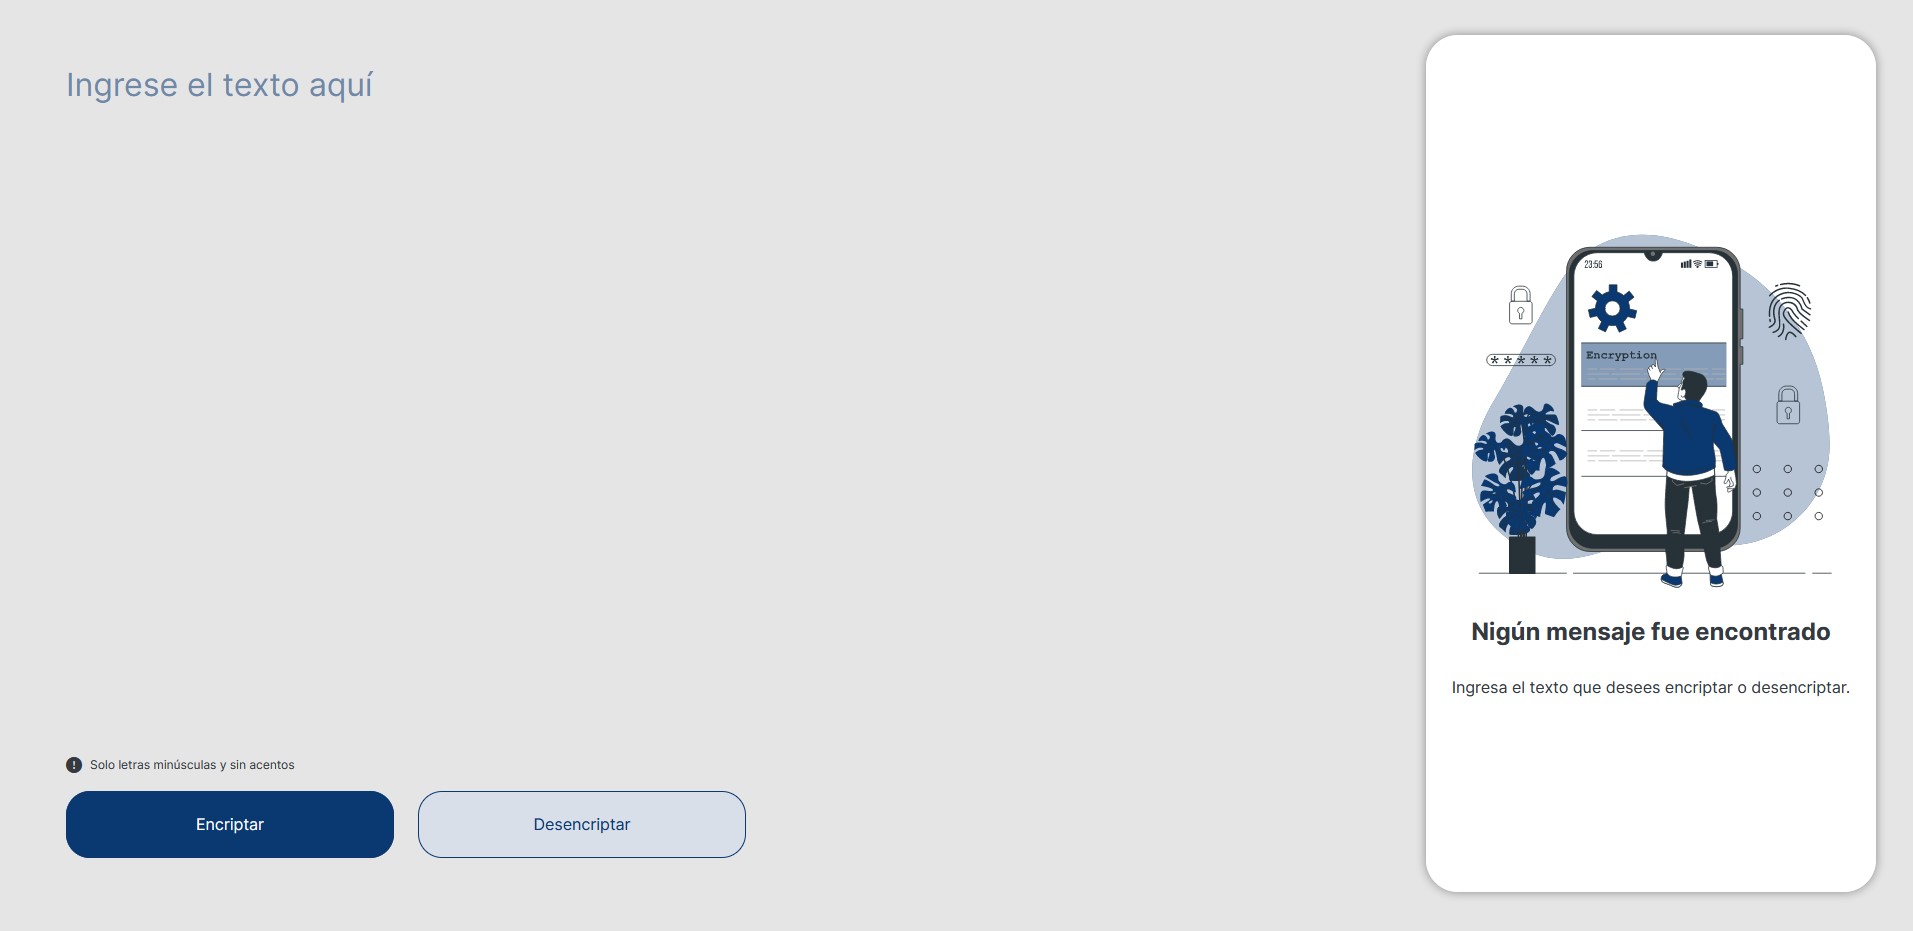 Ingrese el texto aquí
Solo letras minúsculas y sin acentos
Encriptar
Desencriptar
23:56
Encryption
*****
Nigún mensaje fue encontrado
Ingresa el texto que desees encriptar o desencriptar.